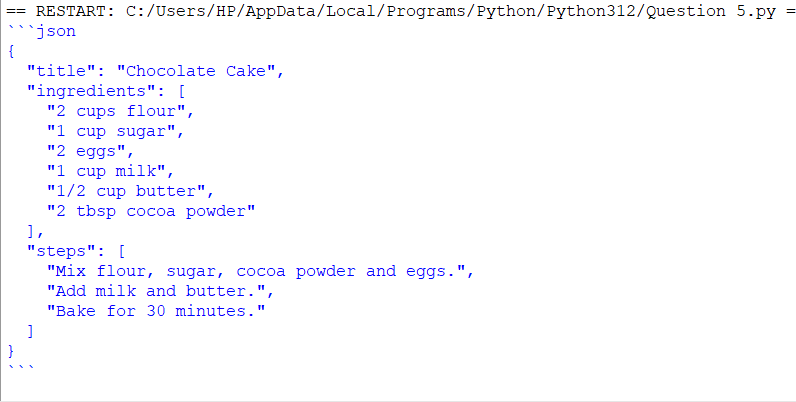 == RESTART: C:/Users/HP/AppData/Local/Programs/Python/Python312/Question 5.py =
```json
{
  "title": "Chocolate Cake",
  "ingredients": [
    "2 cups flour",
    "1 cup sugar",
    "2 eggs",
    "1 cup milk",
    "1/2 cup butter",
    "2 tbsp cocoa powder"
  ],
  "steps": [
    "Mix flour, sugar, cocoa powder and eggs.",
    "Add milk and butter.",
    "Bake for 30 minutes."
  ]
}
```